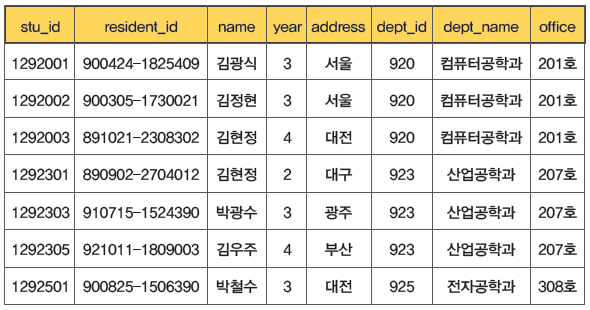 stu_id resident_id name year address dept_id dept_name office
1292001 900424-1825409 김광식 3 서울 920 컴퓨터공학과 201호
1292002 900305-1730021 김정현 3 서울 920 컴퓨터공학과 201호
1292003 891021-2308302 김현정 4 대전 920 컴퓨터공학과 201호
1292301 890902-2704012 김현정 2 대구 923 산업공학과 207호
1292303 910715-1524390 박광수 3 광주 923 산업공학과 207호
1292305 921011-1809003 김우주 4 부산 923 산업공학과 207호
1292501 900825-1506390 박철수 3 대전 925 전자공학과 308호